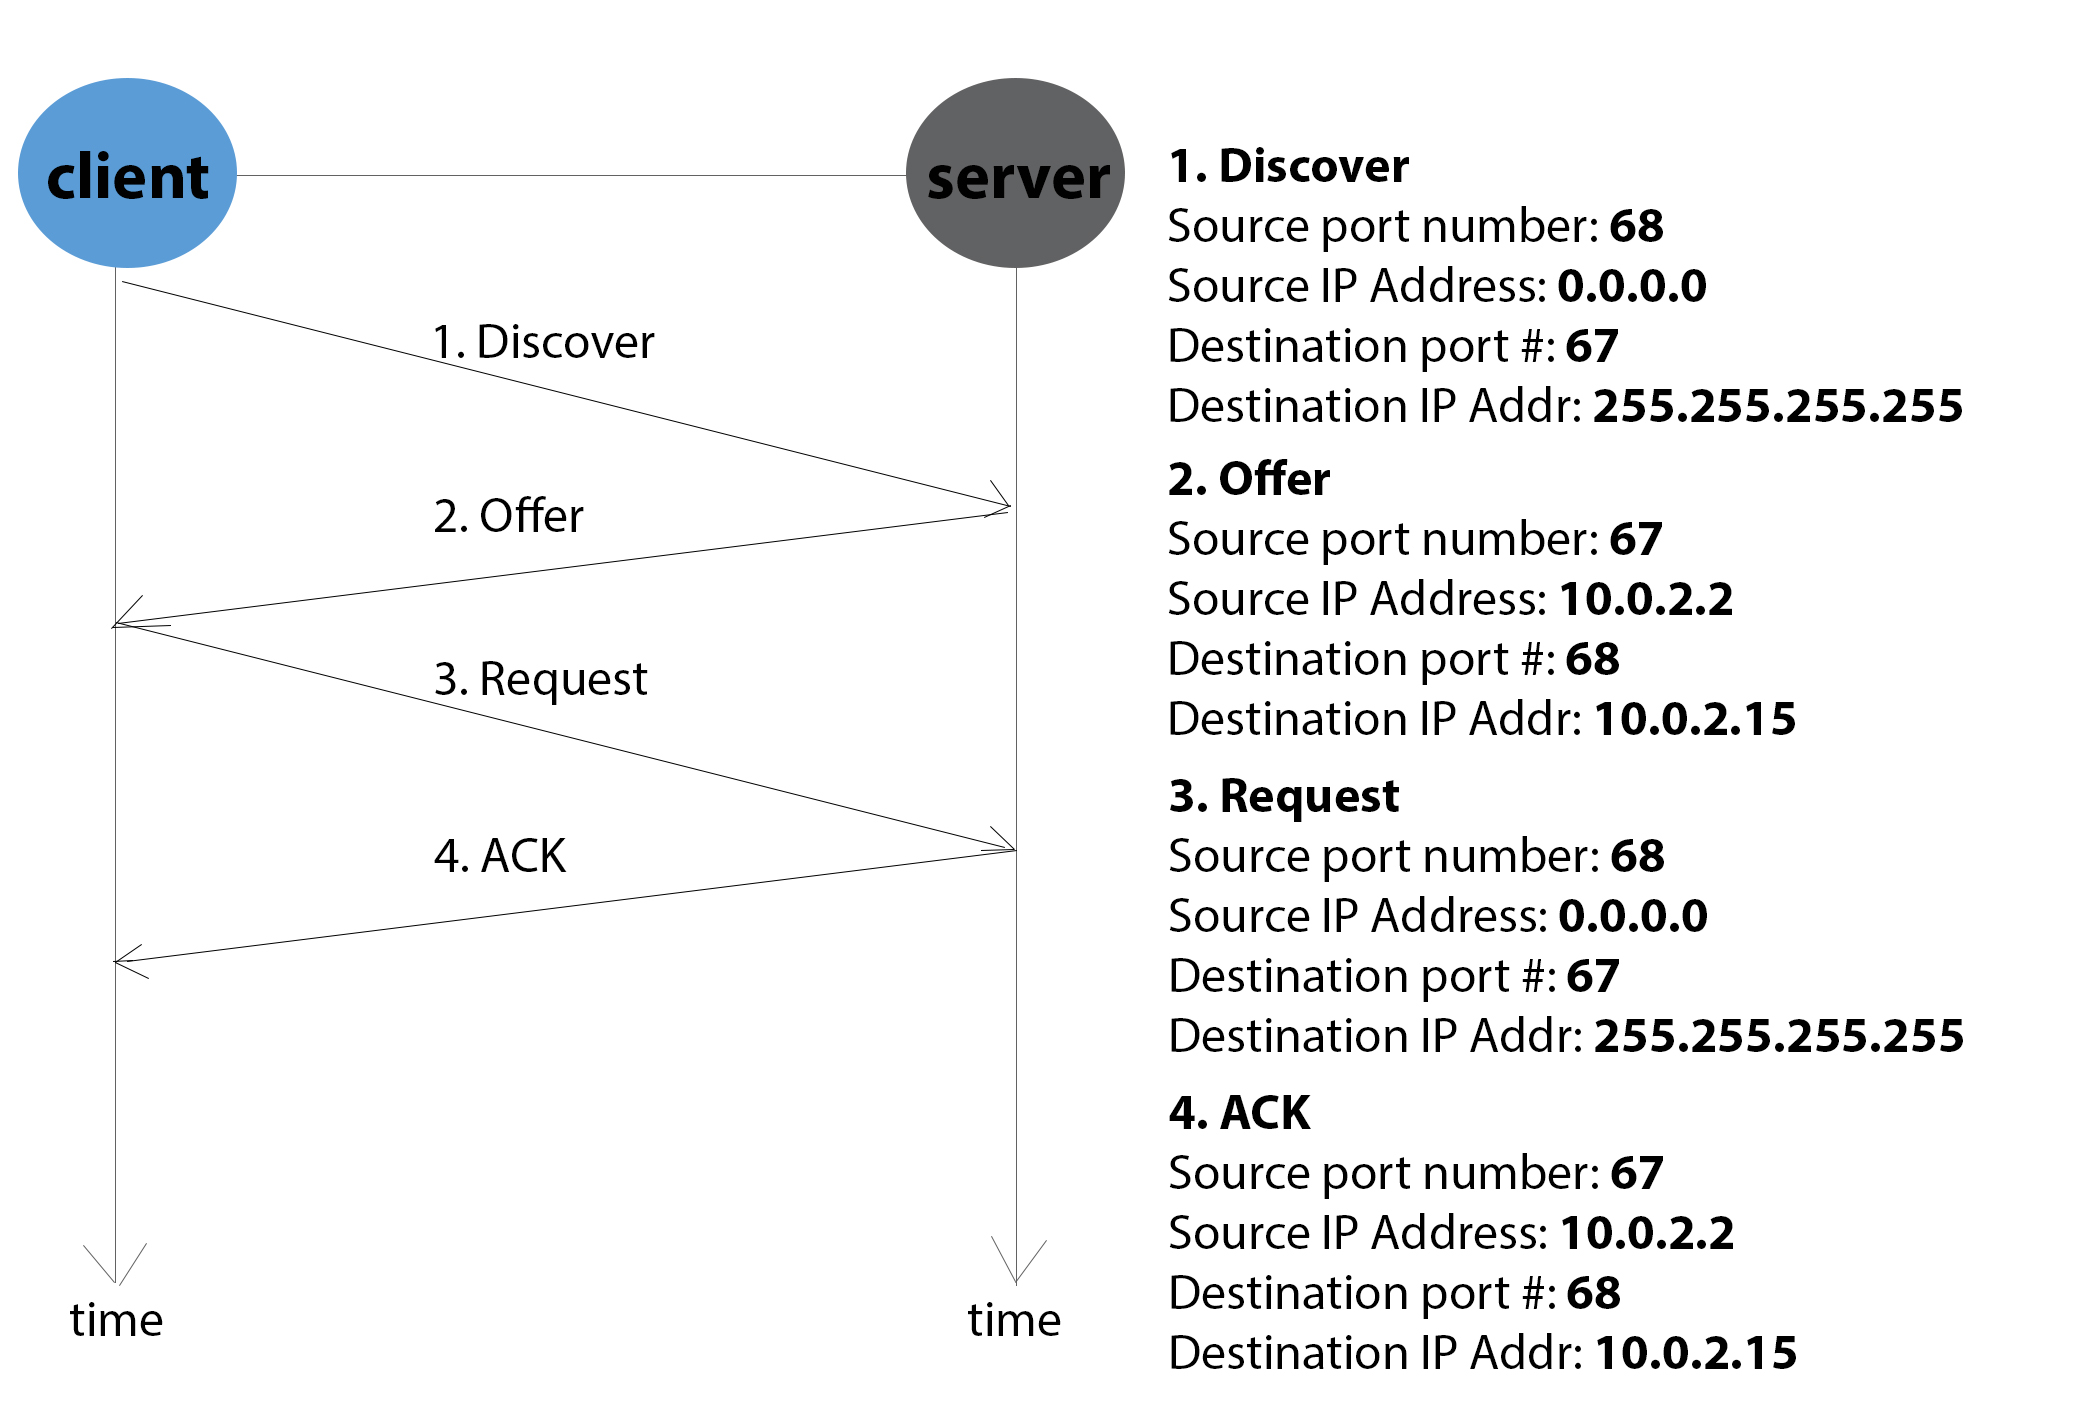 client
server
1. Discover
2. Offer
3. Request
4. ACK
time
time
1. Discover
Source port number: 68
Source IP Address: 0.0.0.0
Destination port #: 67
Destination IP Addr: 255.255.255.255
2. Offer
Source port number: 67
Source IP Address: 10.0.2.2
Destination port #: 68
Destination IP Addr: 10.0.2.15
3. Request
Source port number: 68
Source IP Address: 0.0.0.0
Destination port #: 67
Destination IP Addr: 255.255.255.255
4. ACK
Source port number: 67
Source IP Address: 10.0.2.2
Destination port #: 68
Destination IP Addr: 10.0.2.15